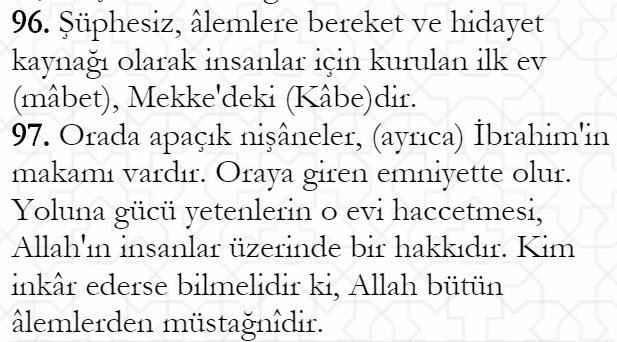 96. Şüphesiz, âlemlere bereket ve hidayet
kaynağı olarak insanlar için kurulan ilk ev
(mâbet), Mekke'deki (Kâbe)dir.
97. Orada apaçık nişâneler, (ayrıca) İbrahim'in
makamı vardır. Oraya giren emniyette olur.
Yoluna gücü yetenlerin o evi haccetmesi,
Allah'ın insanlar üzerinde bir hakkıdır. Kim
inkâr ederse bilmelidir ki, Allah bütün
âlemlerden müstağnîdir.